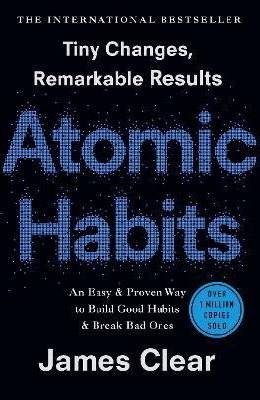 THE INTERNATIONAL BESTSELLER
Tiny Changes,
Remarkable Results
Atomic
Habits
An Easy & Proven Way
to Build Good Habits
& Break Bad Ones
OVER
1 MILLION
COPIES
SOLD
James Clear